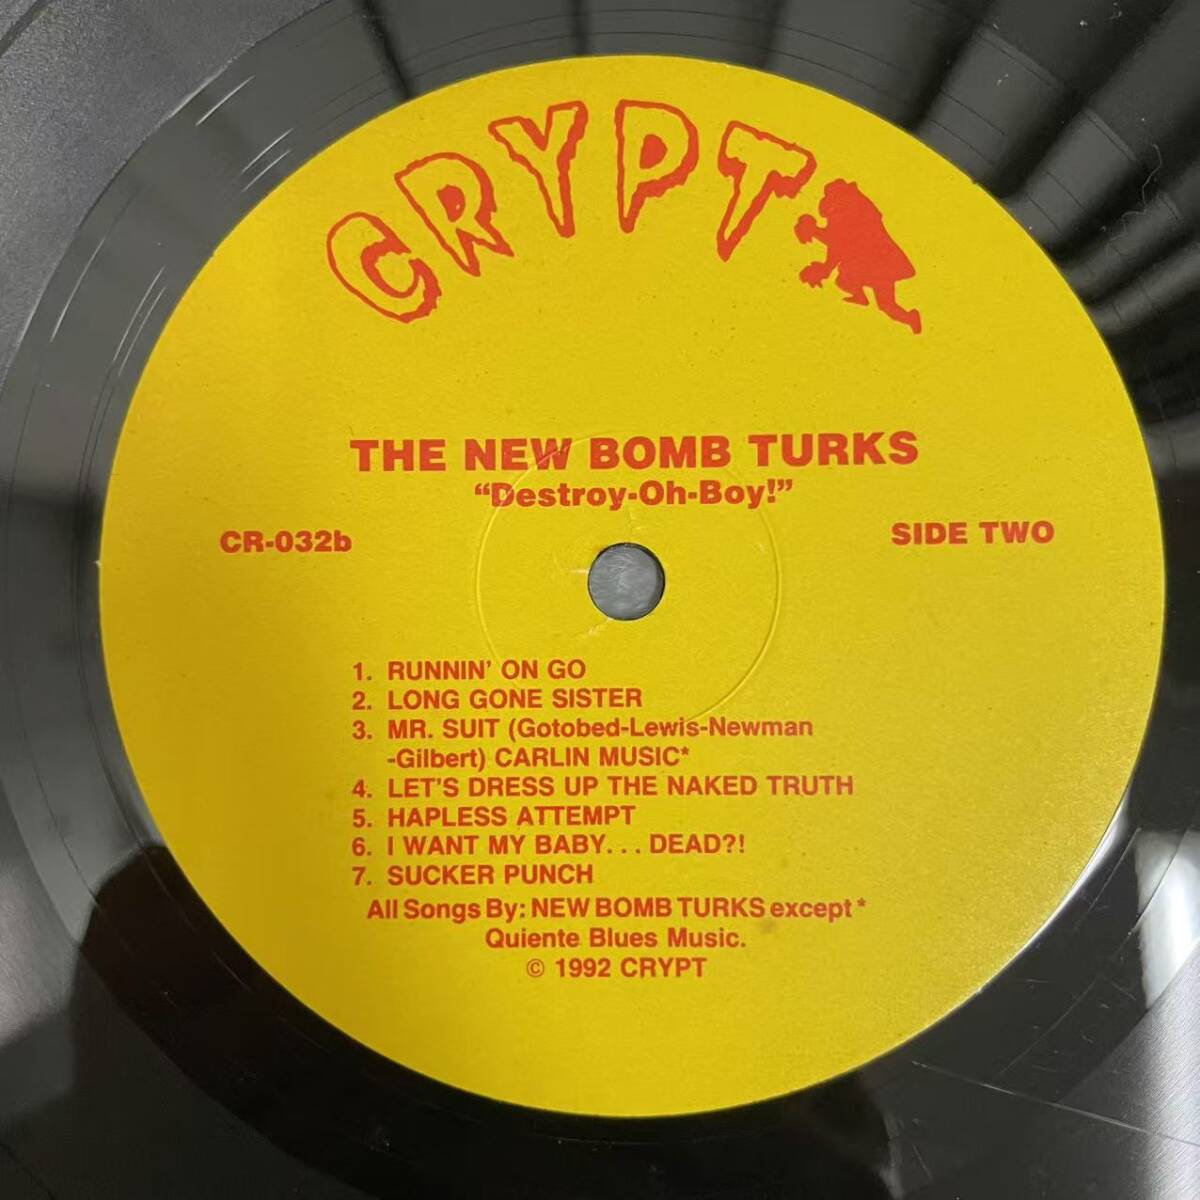 CRYPT
THE NEW BOMB TURKS
“Destroy-Oh-Boy!”
CR-032b
SIDE TWO
1. RUNNIN’ ON GO
2. LONG GONE SISTER
3. MR. SUIT (Gotobed-Lewis-Newman
-Gilbert) CARLIN MUSIC*
4. LET’S DRESS UP THE NAKED TRUTH
5. HAPLESS ATTEMPT
6. I WANT MY BABY. . . DEAD?!
7. SUCKER PUNCH
All Songs By: NEW BOMB TURKS except *
Quiente Blues Music.
© 1992 CRYPT